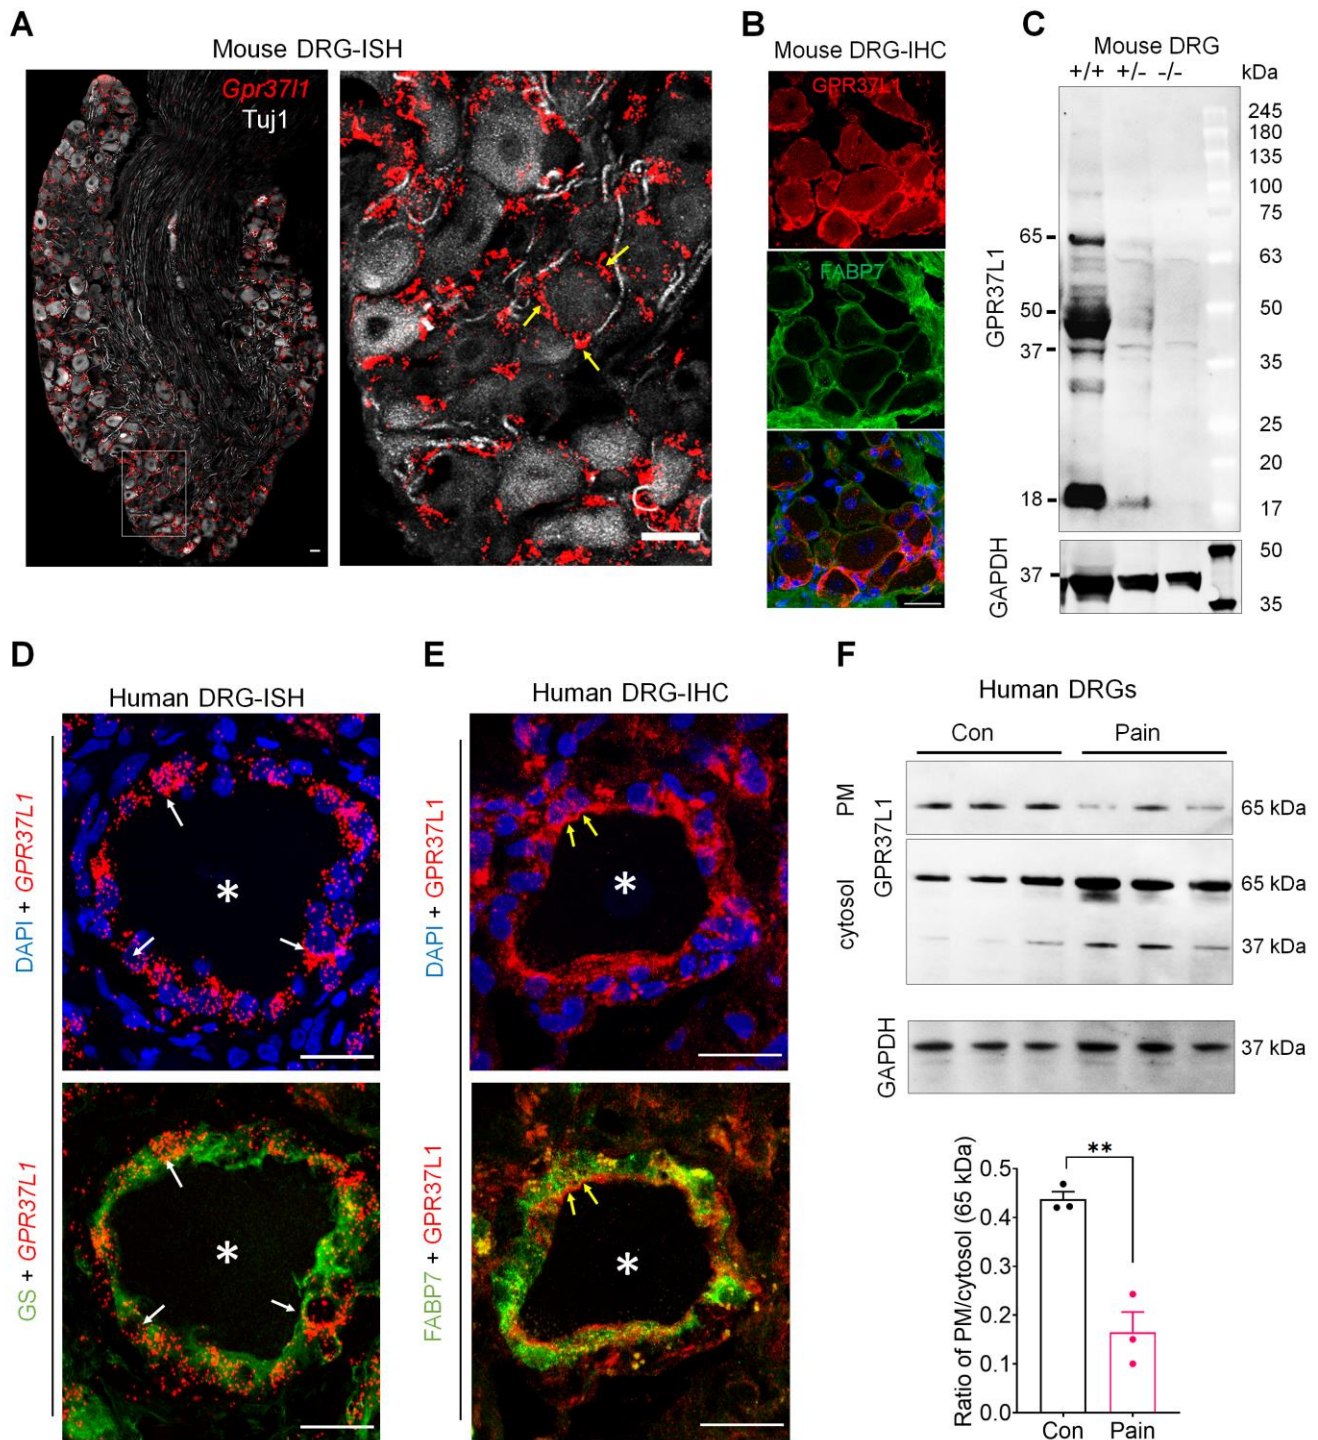 A
Mouse DRG-ISH
Gpr37l1
Tuj1
B
Mouse DRG-IHC
GPR37L1
FABP7
C
Mouse DRG
+/+ +/- -/- kDa
GPR37L1
65
50
37
18
245
180
135
100
75
63
50
35
25
20
17
GAPDH
37
50
35
D
Human DRG-ISH
DAPI + GPR37L1
*
GS + GPR37L1
*
E
Human DRG-IHC
DAPI + GPR37L1
*
FABP7 + GPR37L1
*
F
Human DRGs
Con Pain
PM
GPR37L1
65 kDa
cytosol
65 kDa
37 kDa
GAPDH
37 kDa
Ratio of PM/cytosol (65 kDa)
**
0.5
0.4
0.3
0.2
0.1
0.0
Con Pain